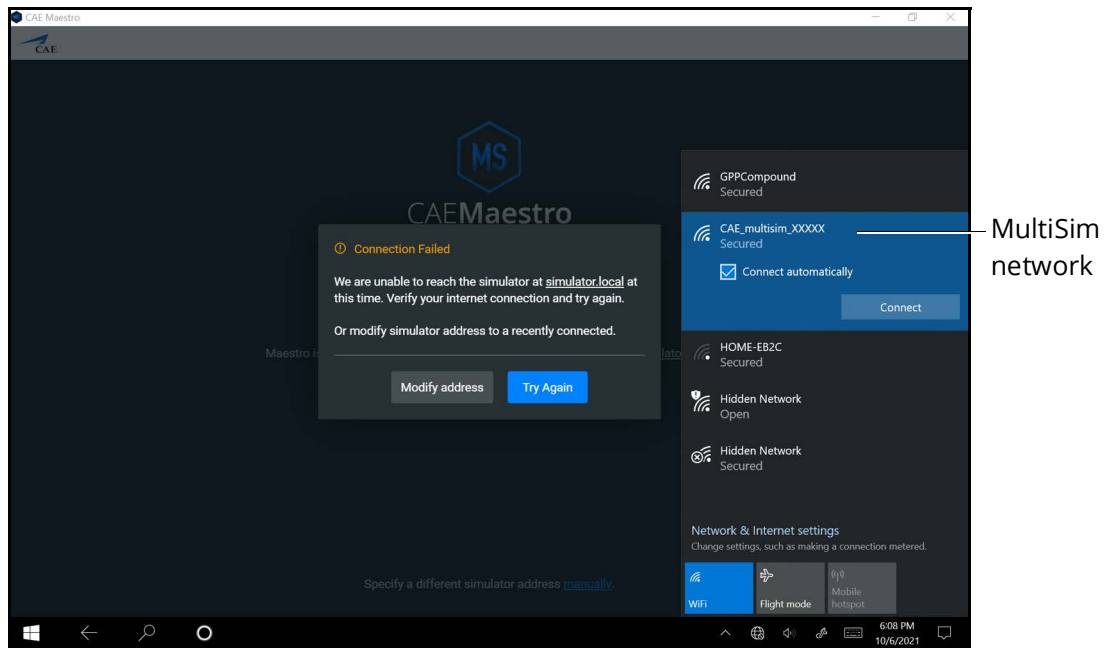 CAE Maestro
CAE
MS
CAEMaestro
Connection Failed
We are unable to reach the simulator at simulator.local at
this time. Verify your internet connection and try again.
Or modify simulator address to a recently connected.
Maestro
Modify address
Try Again
Specify a different simulator address manually.
GPPCompound
Secured
CAE_multisim_XXXXX
Secured
Connect automatically
Connect
HOME-EB2C
Secured
Hidden Network
Open
Hidden Network
Secured
Network & Internet settings
Change settings, such as making a connection metered.
WiFi
Flight mode
Mobile
hotspot
6:08 PM
10/6/2021
MultiSim
network